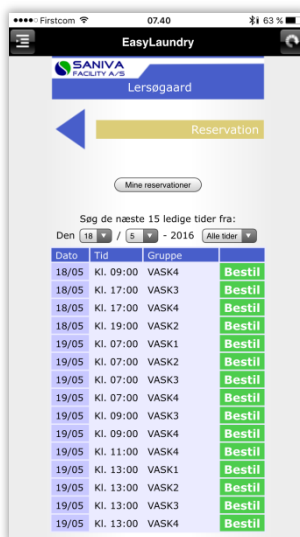 Firstcom 07.40 63 %
EasyLaundry
SANIVA
FACILITY A/S
Lersøgaard
Reservation
Mine reservationer
Søg de næste 15 ledige tider fra:
Den 18 / 5 - 2016 Alle tider
Dato Tid Gruppe
18/05 Kl. 09:00 VASK4 Bestil
18/05 Kl. 17:00 VASK3 Bestil
18/05 Kl. 17:00 VASK4 Bestil
18/05 Kl. 19:00 VASK2 Bestil
19/05 Kl. 07:00 VASK1 Bestil
19/05 Kl. 07:00 VASK2 Bestil
19/05 Kl. 07:00 VASK3 Bestil
19/05 Kl. 07:00 VASK4 Bestil
19/05 Kl. 09:00 VASK3 Bestil
19/05 Kl. 09:00 VASK4 Bestil
19/05 Kl. 11:00 VASK4 Bestil
19/05 Kl. 13:00 VASK1 Bestil
19/05 Kl. 13:00 VASK2 Bestil
19/05 Kl. 13:00 VASK3 Bestil
19/05 Kl. 13:00 VASK4 Bestil